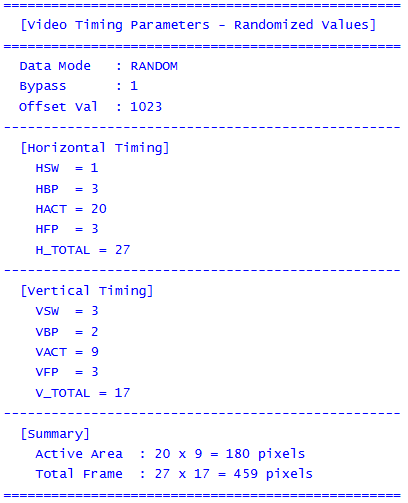 ==================================================
[Video Timing Parameters - Randomized Values]
==================================================
Data Mode   : RANDOM
Bypass      : 1
Offset Val  : 1023
--------------------------------------------------
[Horizontal Timing]
HSW  = 1
HBP  = 3
HACT = 20
HFP  = 3
H_TOTAL = 27
--------------------------------------------------
[Vertical Timing]
VSW  = 3
VBP  = 2
VACT = 9
VFP  = 3
V_TOTAL = 17
--------------------------------------------------
[Summary]
Active Area  : 20 x 9 = 180 pixels
Total Frame  : 27 x 17 = 459 pixels
==================================================